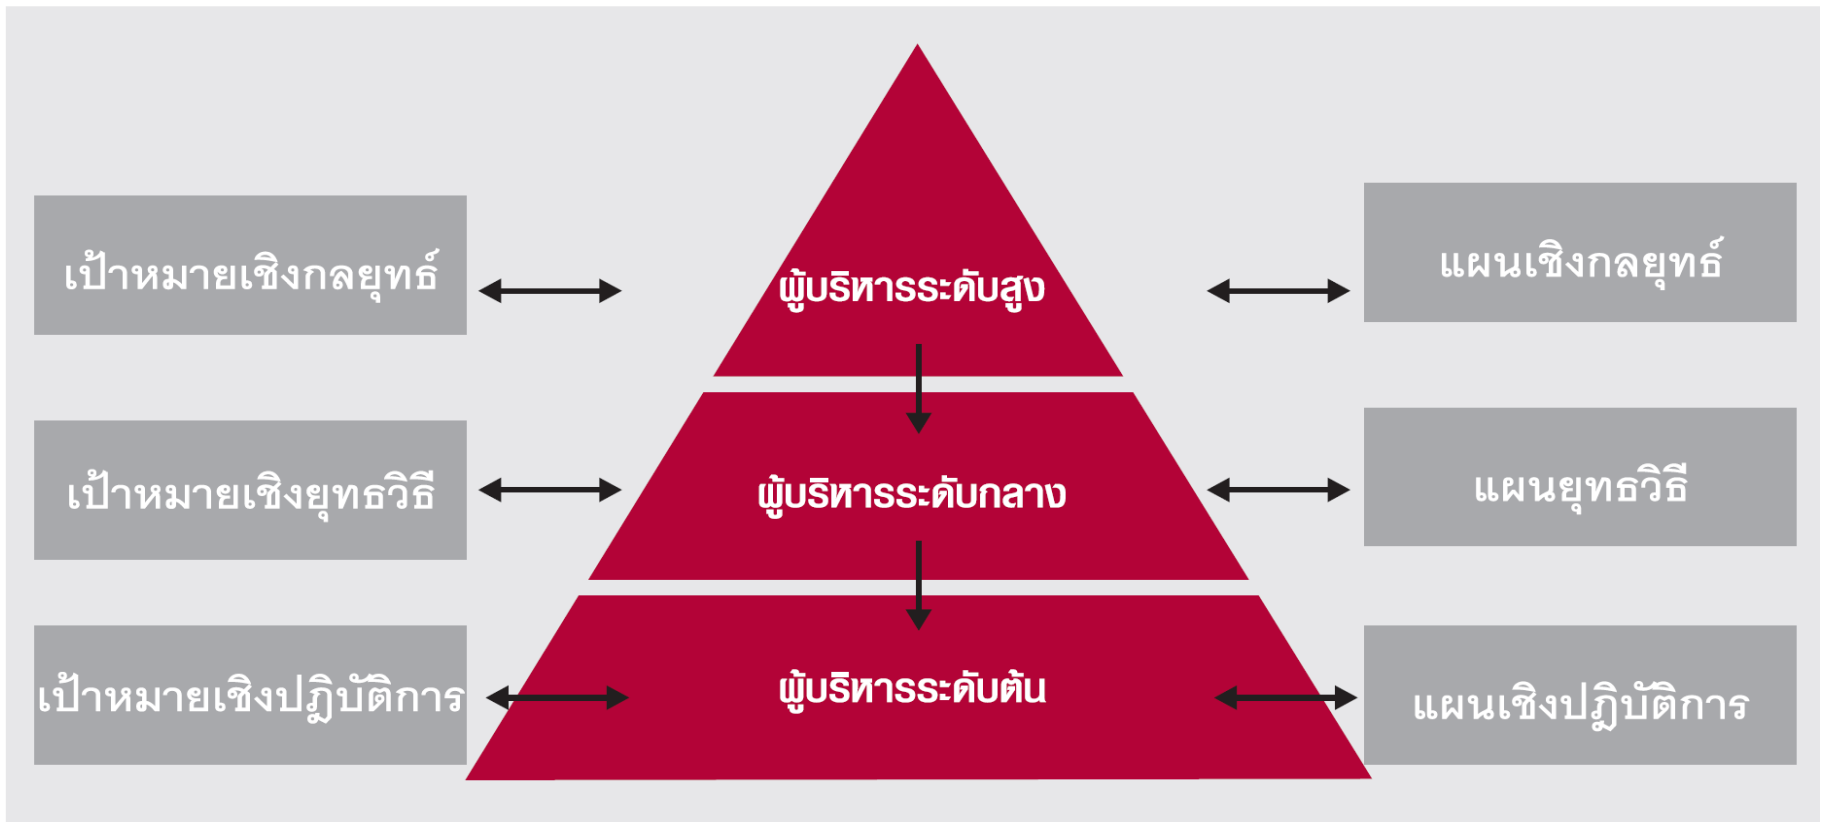 เป้าหมายเชิงกลยุทธ์
ผู้บริหารระดับสูง
แผนเชิงกลยุทธ์
เป้าหมายเชิงยุทธวิธี
ผู้บริหารระดับกลาง
แผนยุทธวิธี
เป้าหมายเชิงปฎิบัติการ
ผู้บริหารระดับต้น
แผนเชิงปฎิบัติการ